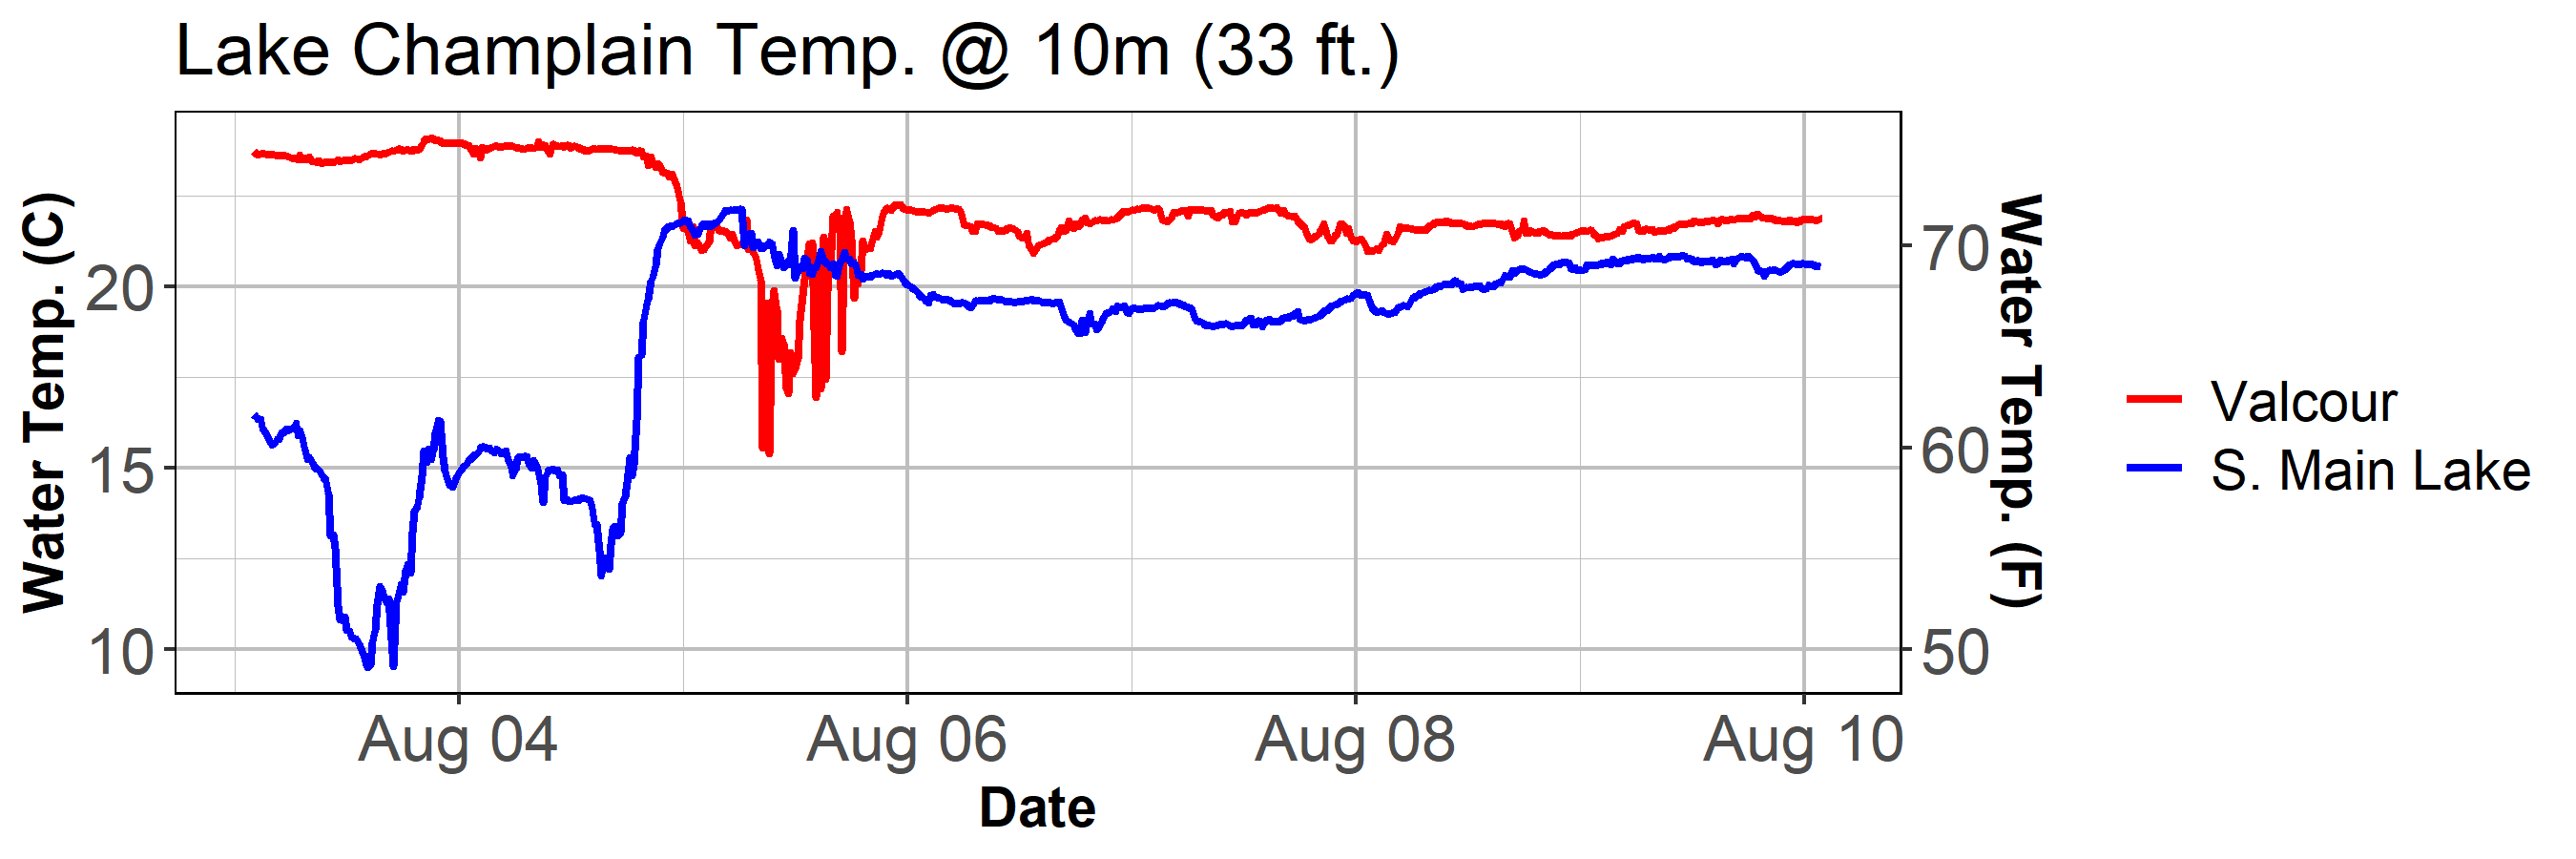 Lake Champlain Temp. @ 10m (33 ft.)
Water Temp. (C)
20
15
10
70
60
50
Water Temp. (F)
Aug 04
Aug 06
Aug 08
Aug 10
Date
Valcour
S. Main Lake